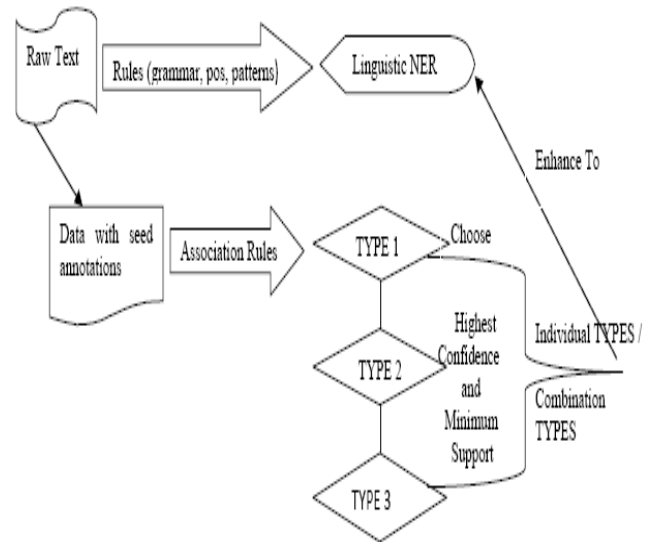 Raw Text
Rules (grammar, pos, patterns)
Linguistic NER
Enhance To
Data with seed
annotations
Association Rules
TYPE 1
Choose
Highest
Confidence
and
Minimum
Support
Individual TYPES /
Combination
TYPES
TYPE 2
TYPE 3